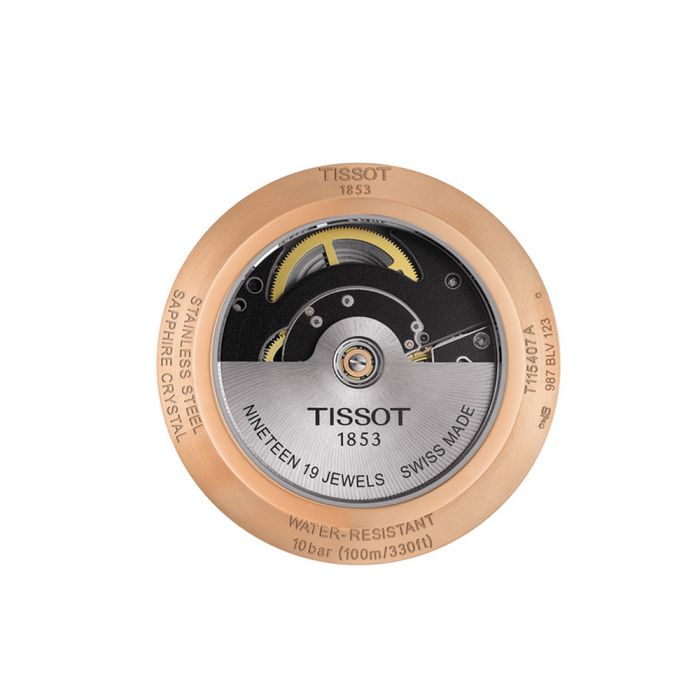 TISSOT
1853
STAINLESS STEEL
SAPPHIRE CRYSTAL
T115407 A
987 BLV 123
TISSOT
1853
NINETEEN 19 JEWELS SWISS MADE
WATER-RESISTANT
10bar (100m/330ft)